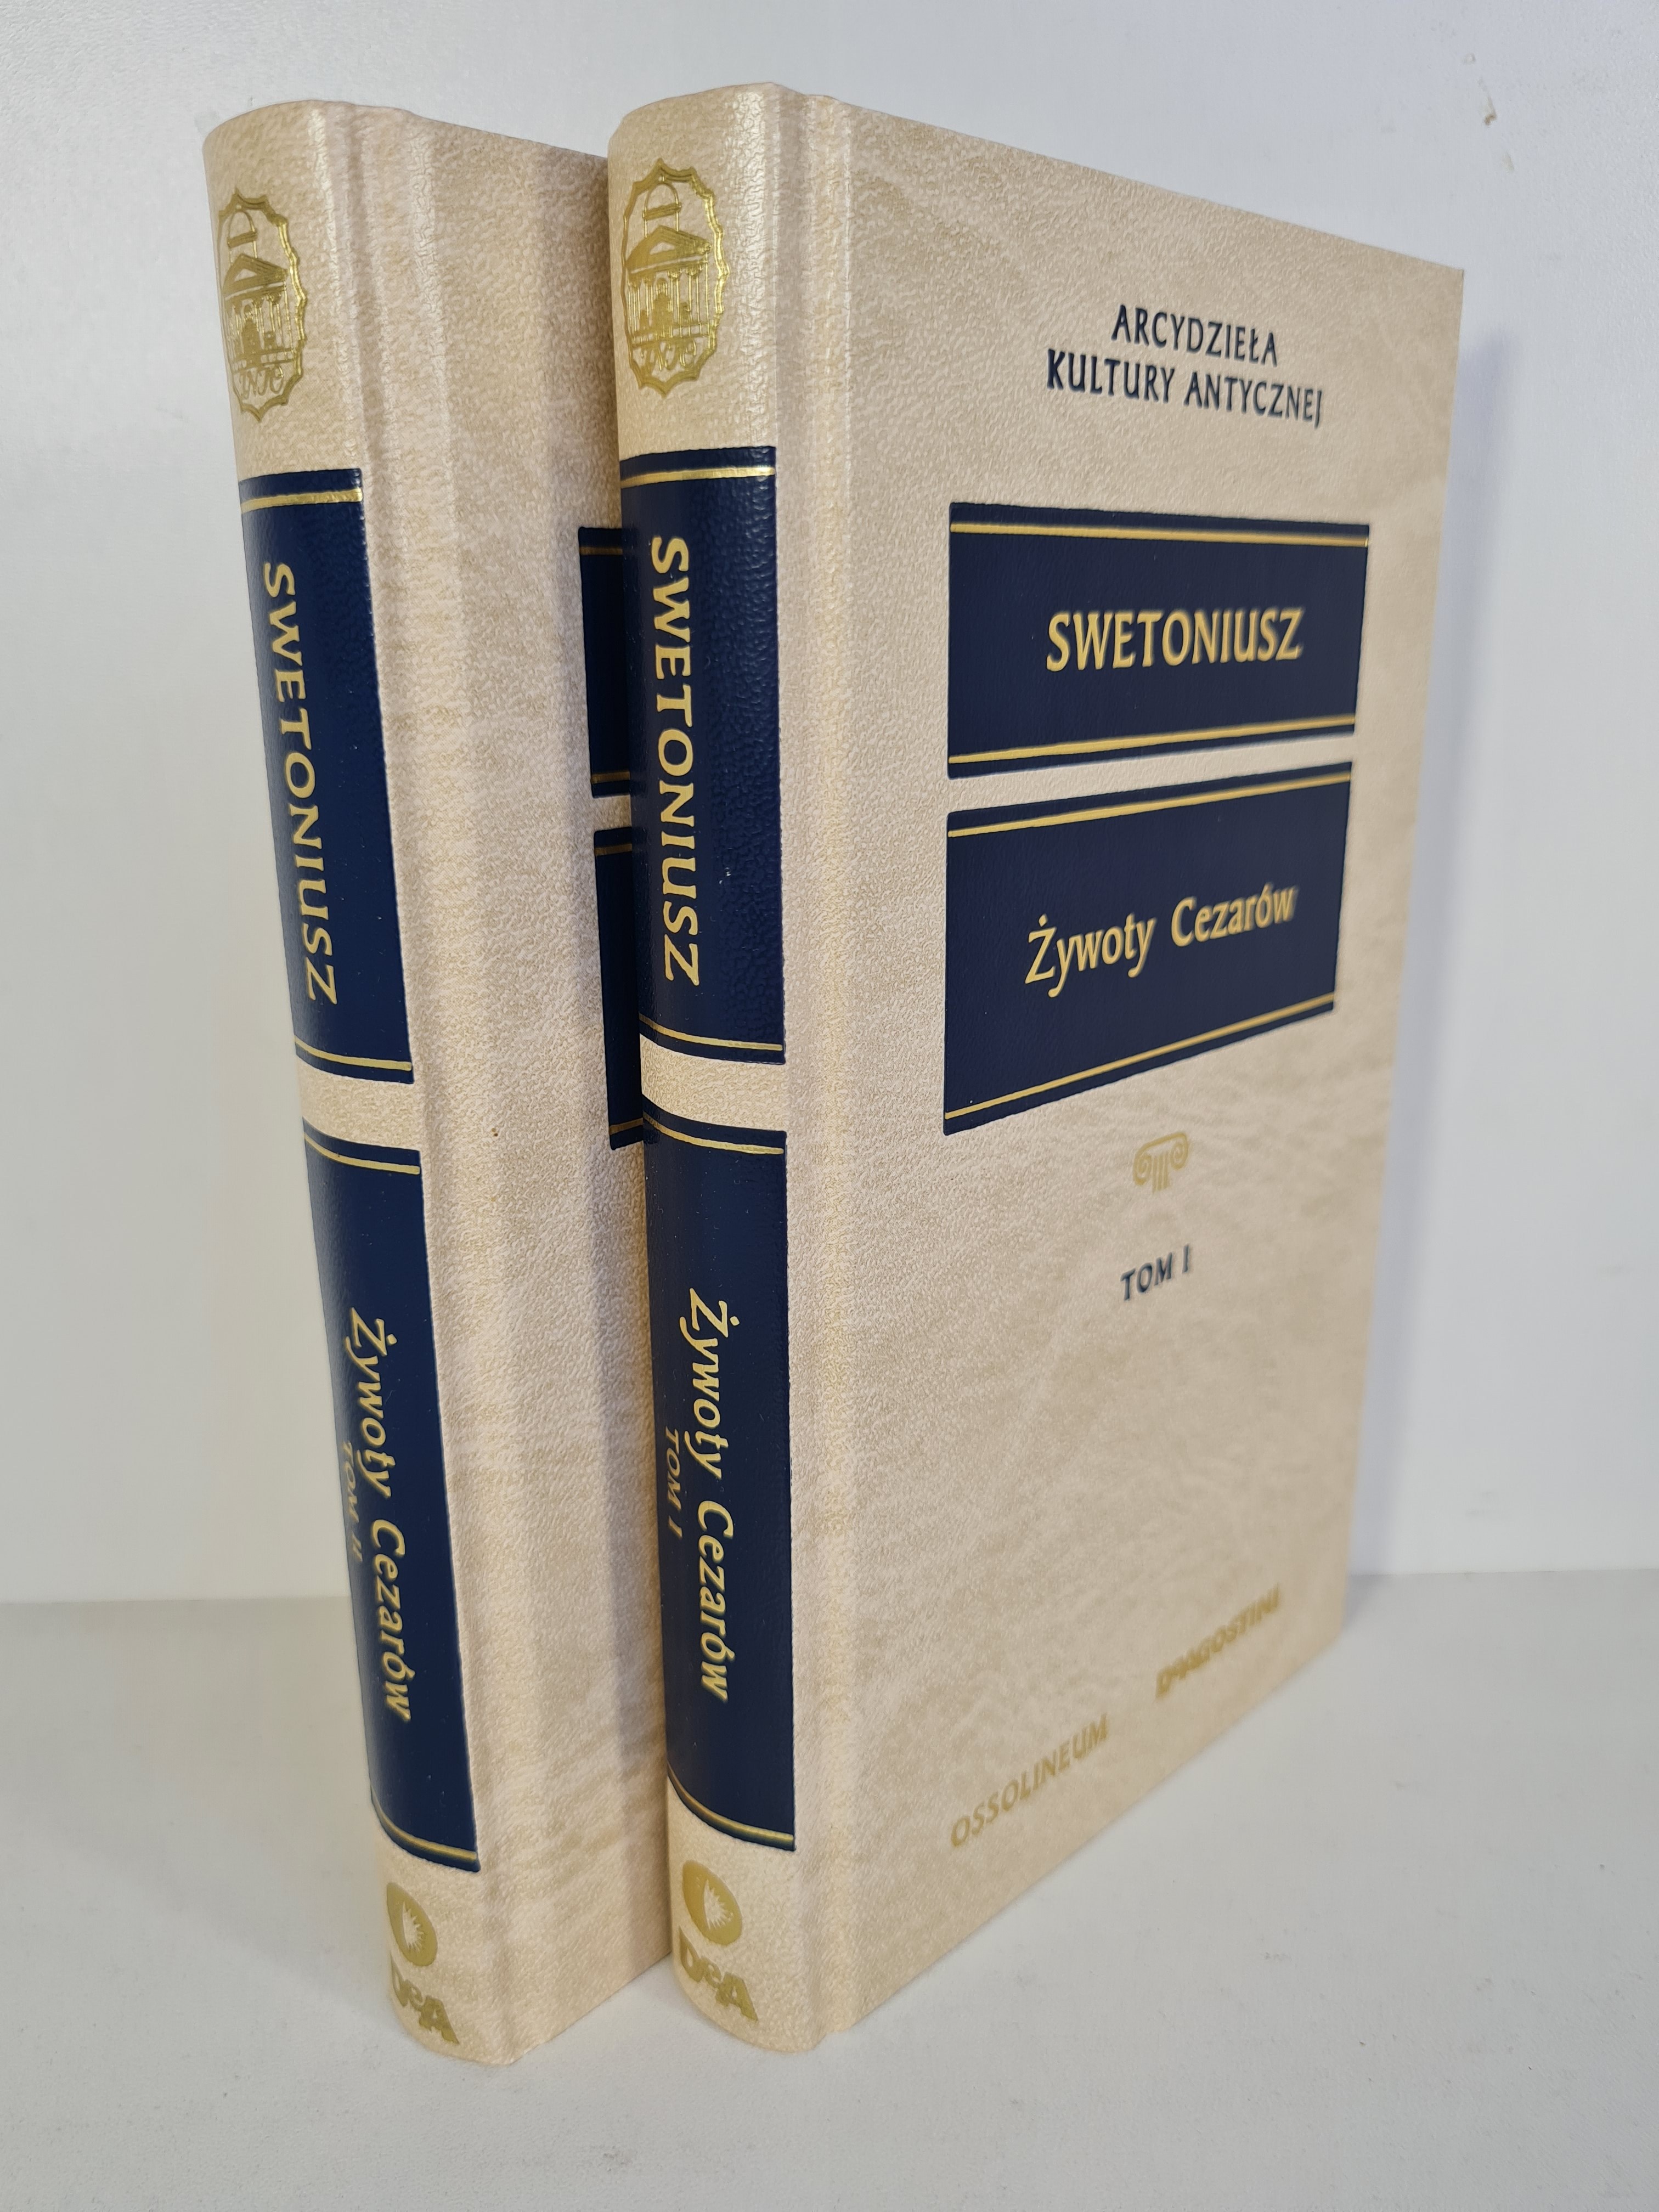 SWETONIUSZ
Żywoty Cezarów
TOM II
DeA
SWETONIUSZ
Żywoty Cezarów
TOM I
DeA
ARCYDZIEŁA
KULTURY ANTYCZNEJ
SWETONIUSZ
Żywoty Cezarów
TOM I
OSSOLINEUM
DeAGOSTINI